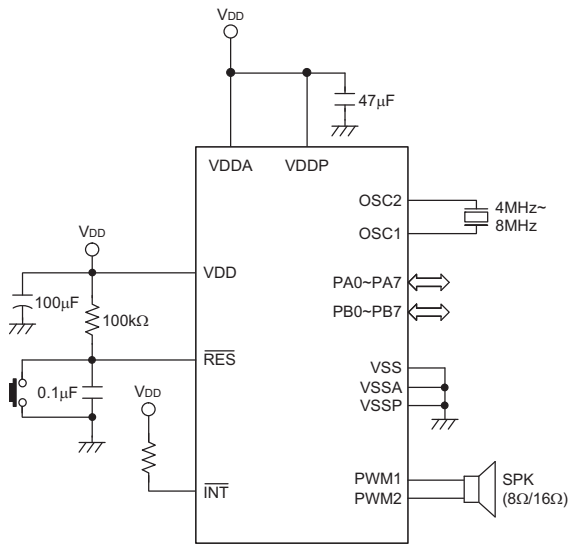 VDD
47μF
VDDA
VDDP
OSC2
OSC1
4MHz~
8MHz
VDD
VDD
100μF
100kΩ
PA0~PA7
PB0~PB7
RES
0.1μF
VDD
VSS
VSSA
VSSP
INT
PWM1
PWM2
SPK
(8Ω/16Ω)